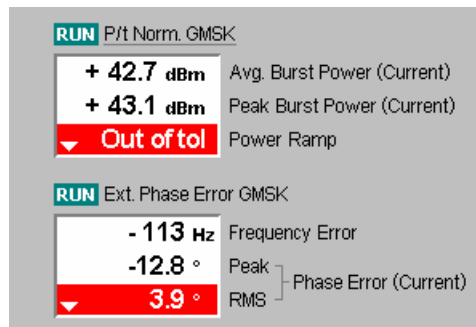 RUN P/t Norm. GMSK
+ 42.7 dBm Avg. Burst Power (Current)
+ 43.1 dBm Peak Burst Power (Current)
Out of tol Power Ramp
RUN Ext. Phase Error GMSK
- 113 Hz Frequency Error
-12.8 ° Peak
Phase Error (Current)
3.9 ° RMS